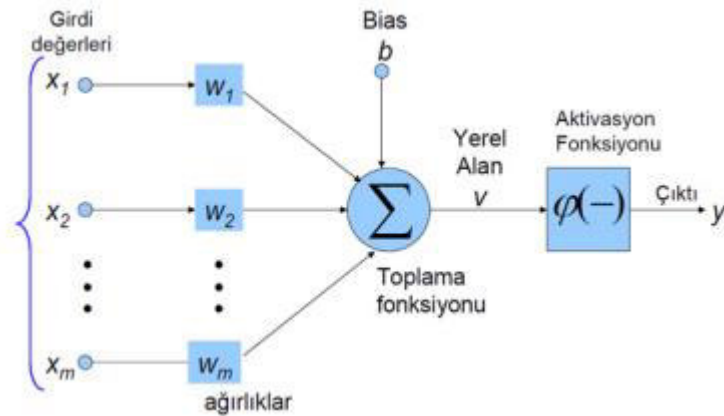 Girdi
değerleri
Bias
b
x1
w1
Yerel
Alan
v
Aktivasyon
Fonksiyonu
x2
w2
∑
φ(−)
Çıktı
y
Toplama
fonksiyonu
xm
wm
ağırlıklar